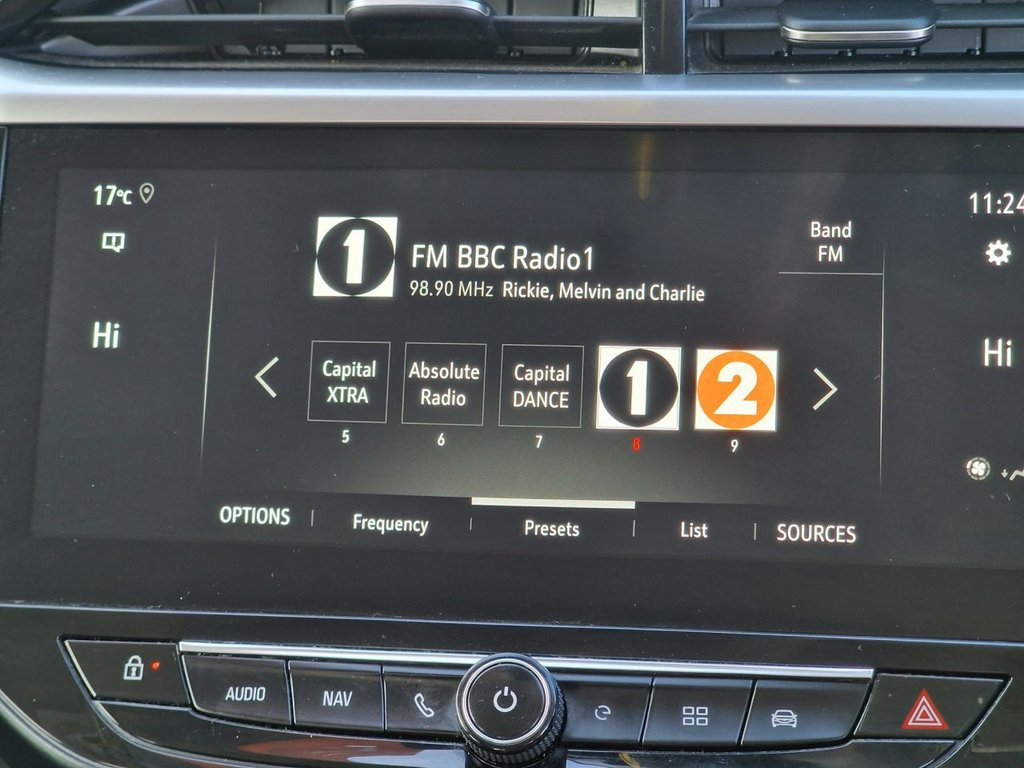 17°C
11:24
Band
FM
1
FM BBC Radio1
98.90 MHz Rickie, Melvin and Charlie
Hi
Hi
Capital
XTRA
Absolute
Radio
Capital
DANCE
1
2
5
6
7
8
9
OPTIONS
Frequency
Presets
List
SOURCES
AUDIO
NAV